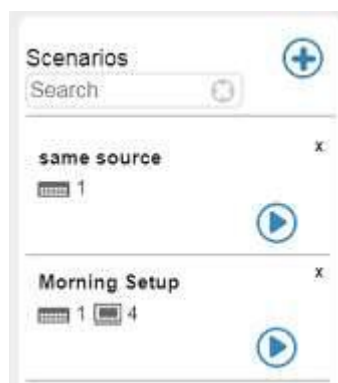 Scenarios
Search
same source
x
1
Morning Setup
x
1 4